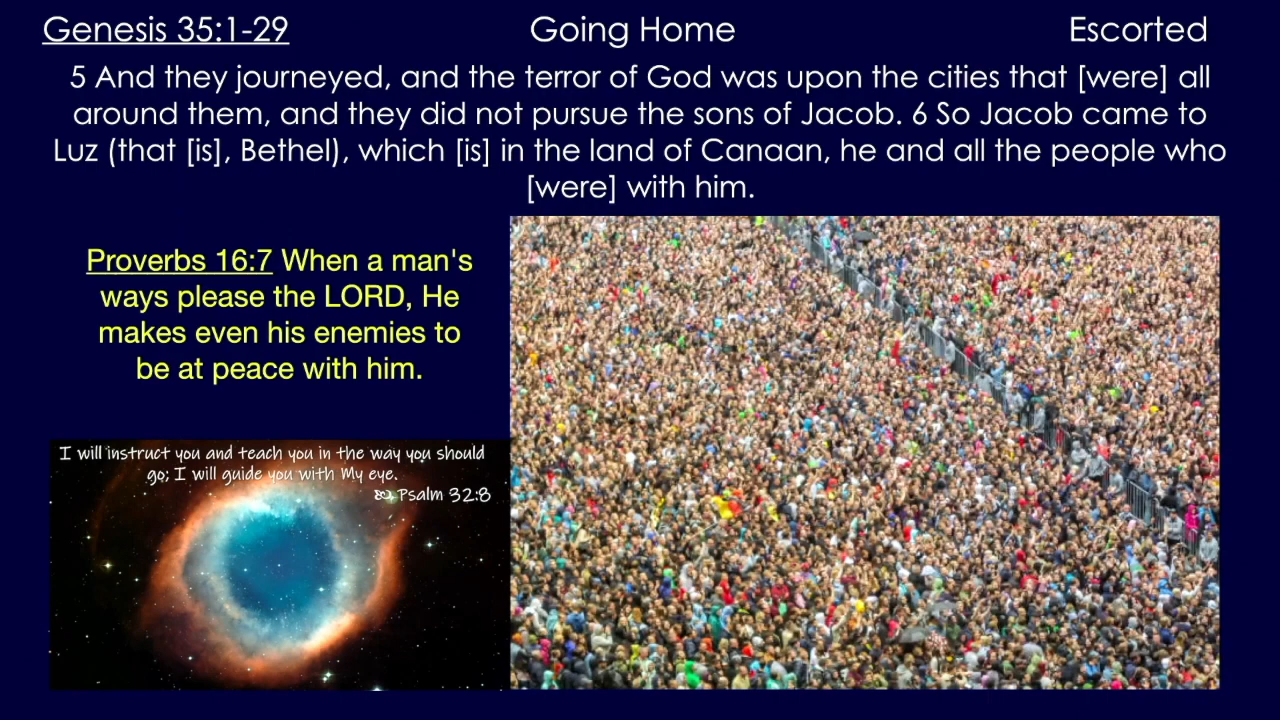 Genesis 35:1-29 Going Home Escorted
5 And they journeyed, and the terror of God was upon the cities that [were] all
around them, and they did not pursue the sons of Jacob. 6 So Jacob came to
Luz (that [is], Bethel), which [is] in the land of Canaan, he and all the people who
[were] with him.
Proverbs 16:7 When a man's
ways please the LORD, He
makes even his enemies to
be at peace with him.
I will instruct you and teach you in the way you should
go; I will guide you with My eye.
Psalm 32:8